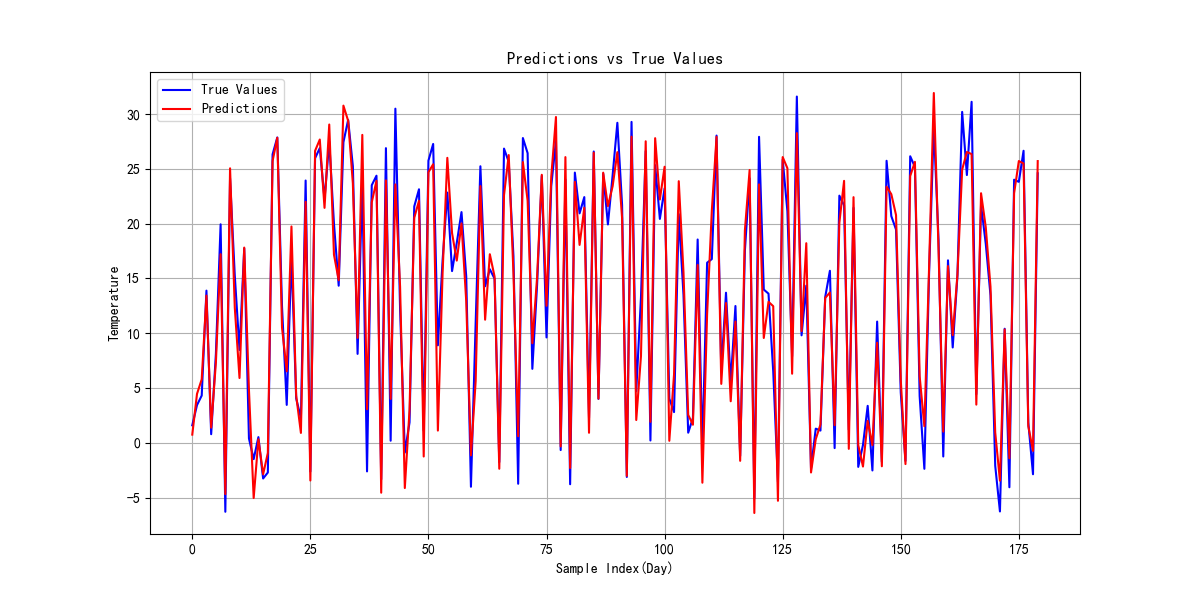 Predictions vs True Values
True Values
Predictions
Temperature
30
25
20
15
10
5
0
−5
0 25 50 75 100 125 150 175
Sample Index(Day)